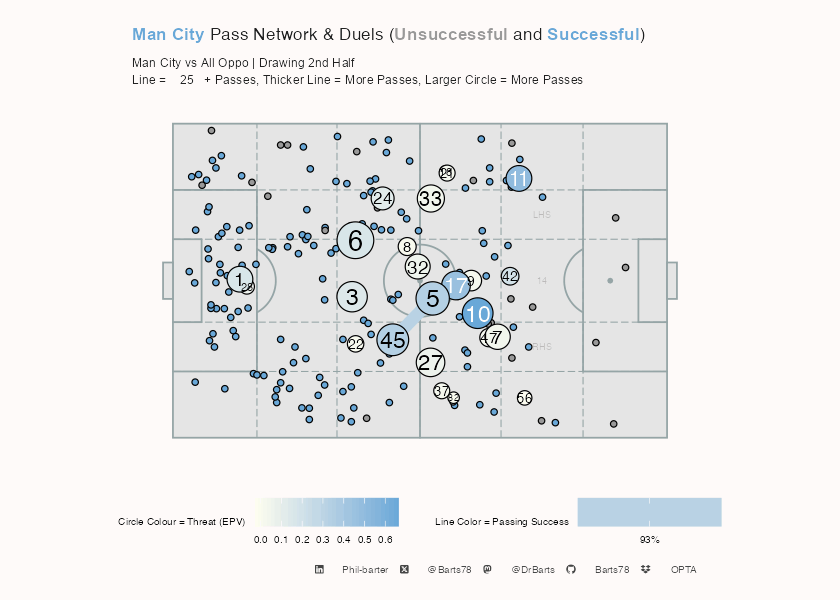 Man City Pass Network & Duels (Unsuccessful and Successful)
Man City vs All Oppo | Drawing 2nd Half
Line = 25 + Passes, Thicker Line = More Passes, Larger Circle = More Passes
11
24
33
LHS
6
8
32
1
17
9
42
14
3
5
10
45
22
7
RHS
27
37
56
Circle Colour = Threat (EPV)
0.0 0.1 0.2 0.3 0.4 0.5 0.6
Line Color = Passing Success
93%
Phil-barter @Barts78 @DrBarts Barts78 OPTA